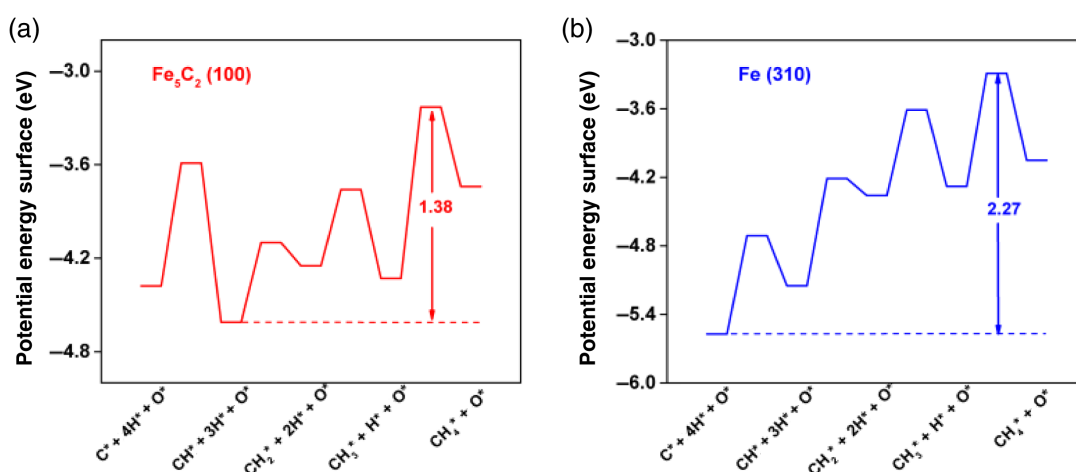 (a)
Potential energy surface (eV)
–3.0
–3.6
–4.2
–4.8
Fe₅C₂ (100)
1.38
C* + 4H* + O*
CH* + 3H* + O*
CH₂* + 2H* + O*
CH₃* + H* + O*
CH₄* + O*
(b)
Potential energy surface (eV)
–3.0
–3.6
–4.2
–4.8
–5.4
–6.0
Fe (310)
2.27
C* + 4H* + O*
CH* + 3H* + O*
CH₂* + 2H* + O*
CH₃* + H* + O*
CH₄* + O*